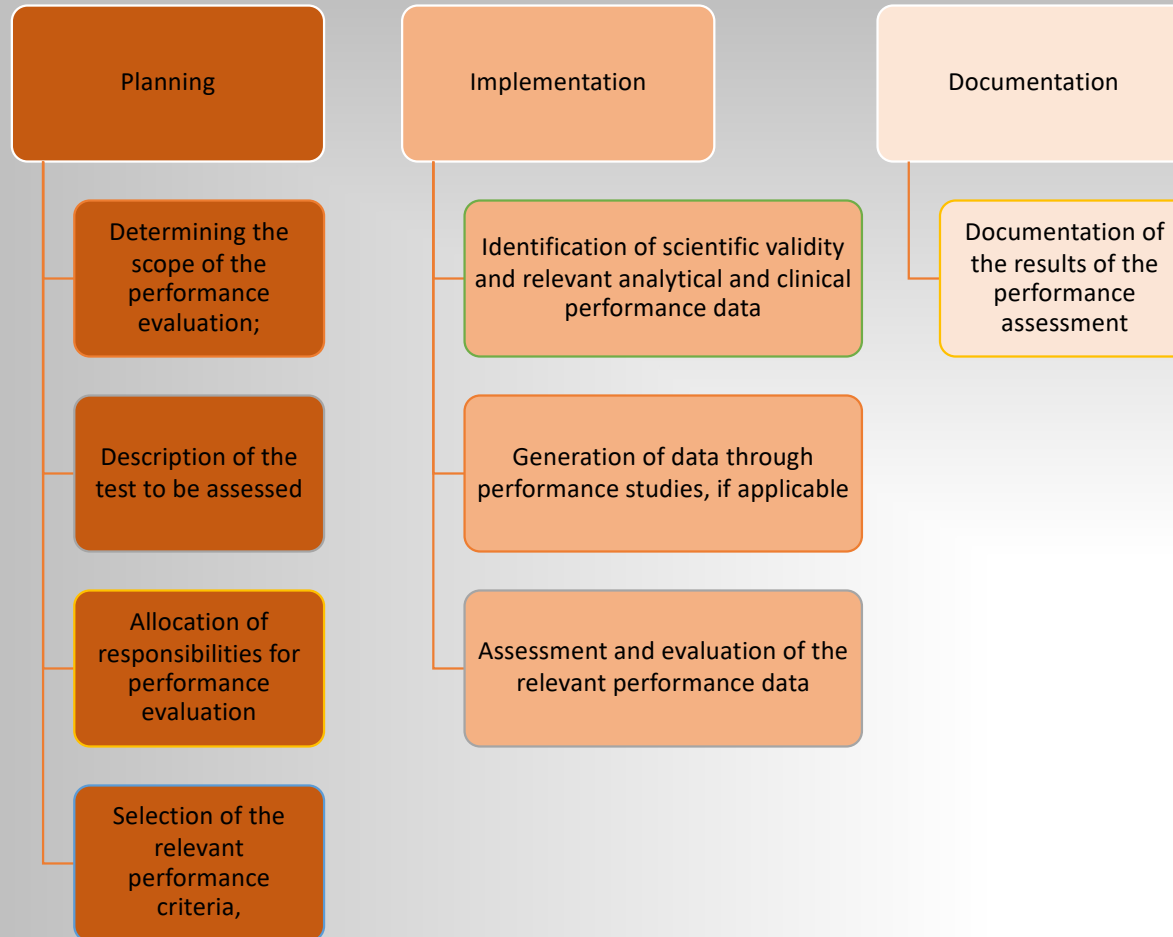 Planning
Determining the
scope of the
performance
evaluation;
Description of the
test to be assessed
Allocation of
responsibilities for
performance
evaluation
Selection of the
relevant
performance
criteria,
Implementation
Identification of scientific validity
and relevant analytical and clinical
performance data
Generation of data through
performance studies, if applicable
Assessment and evaluation of the
relevant performance data
Documentation
Documentation of
the results of the
performance
assessment